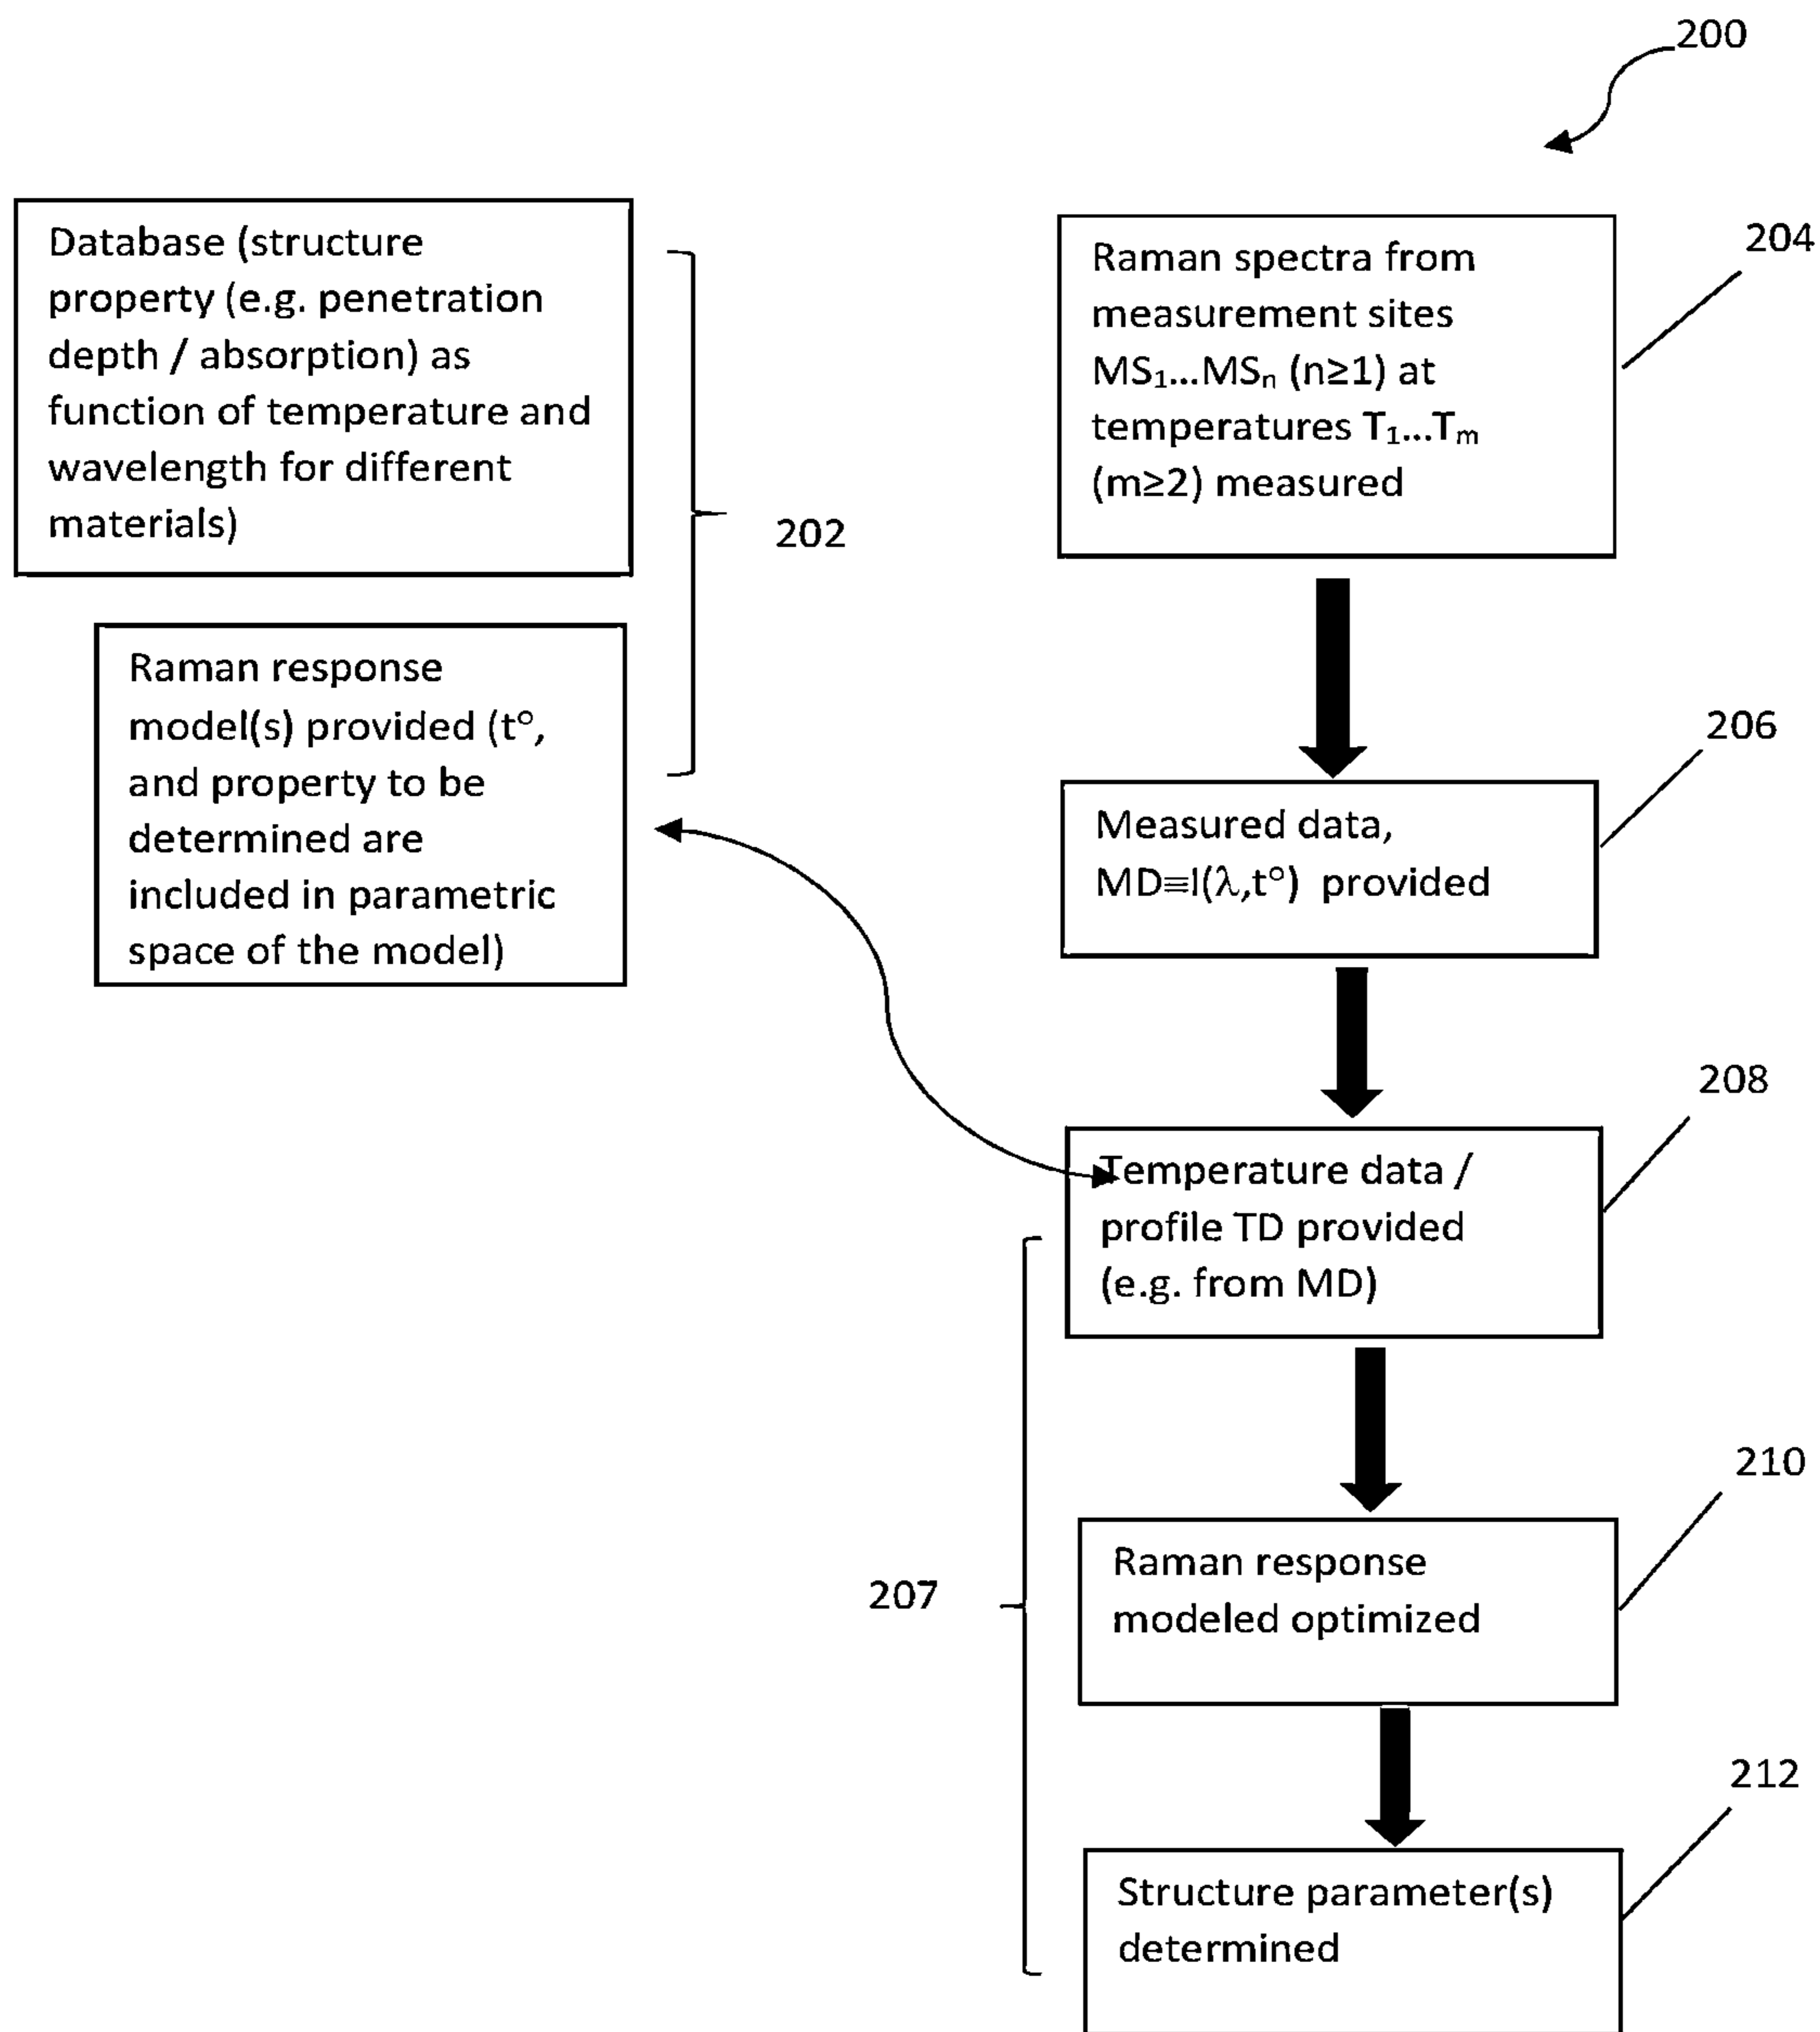 200
Database (structure
property (e.g. penetration
depth / absorption) as
function of temperature and
wavelength for different
materials)
202
Raman response
model(s) provided (t°,
and property to be
determined are
included in parametric
space of the model)
Raman spectra from
measurement sites
MS₁...MSₙ (n≥1) at
temperatures T₁...Tₘ
(m≥2) measured
204
Measured data,
MD≡I(λ,t°) provided
206
Temperature data /
profile TD provided
(e.g. from MD)
208
207
Raman response
modeled optimized
210
Structure parameter(s)
determined
212